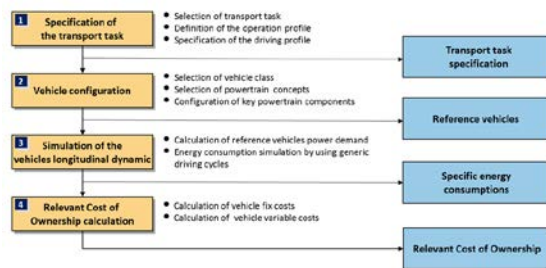 1
Specification of
the transport task
Selection of transport task
Definition of the operation profile
Specification of the driving profile
Transport task
specification
2
Vehicle configuration
Selection of vehicle class
Selection of powertrain concepts
Configuration of key powertrain components
Reference vehicles
3
Simulation of the
vehicles longitudinal dynamic
Calculation of reference vehicles power demand
Energy consumption simulation by using generic
driving cycles
Specific energy
consumptions
4
Relevant Cost of
Ownership calculation
Calculation of vehicle fix costs
Calculation of vehicle variable costs
Relevant Cost of Ownership